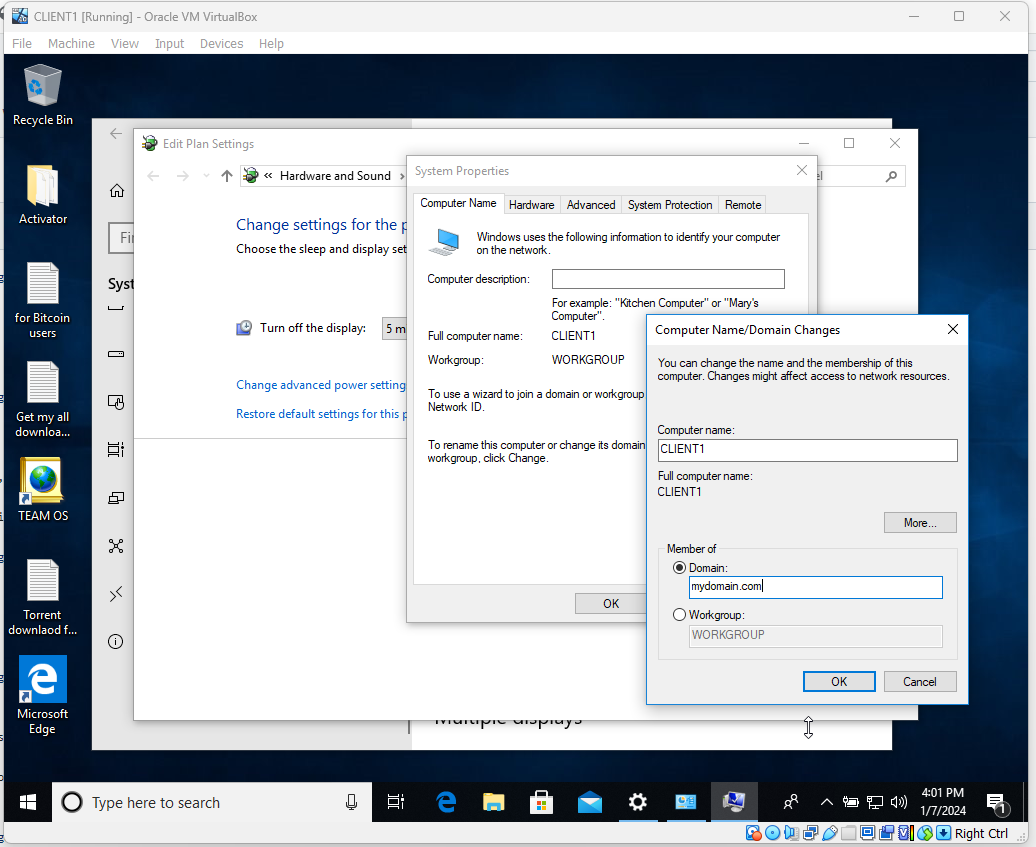 CLIENT1 [Running] - Oracle VM VirtualBox
File Machine View Input Devices Help
Recycle Bin
Activator
for Bitcoin
users
Get my all
downloa...
TEAM OS
Torrent
downlaod f...
Microsoft
Edge
Fir
Syst
Edit Plan Settings
« Hardware and Sound ›
Change settings for the p
Choose the sleep and display set
Turn off the display:
5 m
Change advanced power setting
Restore default settings for this p
System Properties
Computer Name Hardware Advanced System Protection Remote
Windows uses the following information to identify your computer
on the network.
Computer description:
For example: "Kitchen Computer" or "Mary's
Computer".
Full computer name: CLIENT1
Workgroup: WORKGROUP
To use a wizard to join a domain or workgroup
Network ID.
To rename this computer or change its domain
workgroup, click Change.
OK
Computer Name/Domain Changes
You can change the name and the membership of this
computer. Changes might affect access to network resources.
Computer name:
CLIENT1
Full computer name:
CLIENT1
More...
Member of
Domain:
mydomain.com
Workgroup:
WORKGROUP
OK Cancel
Type here to search
4:01 PM
1/7/2024
1
Right Ctrl